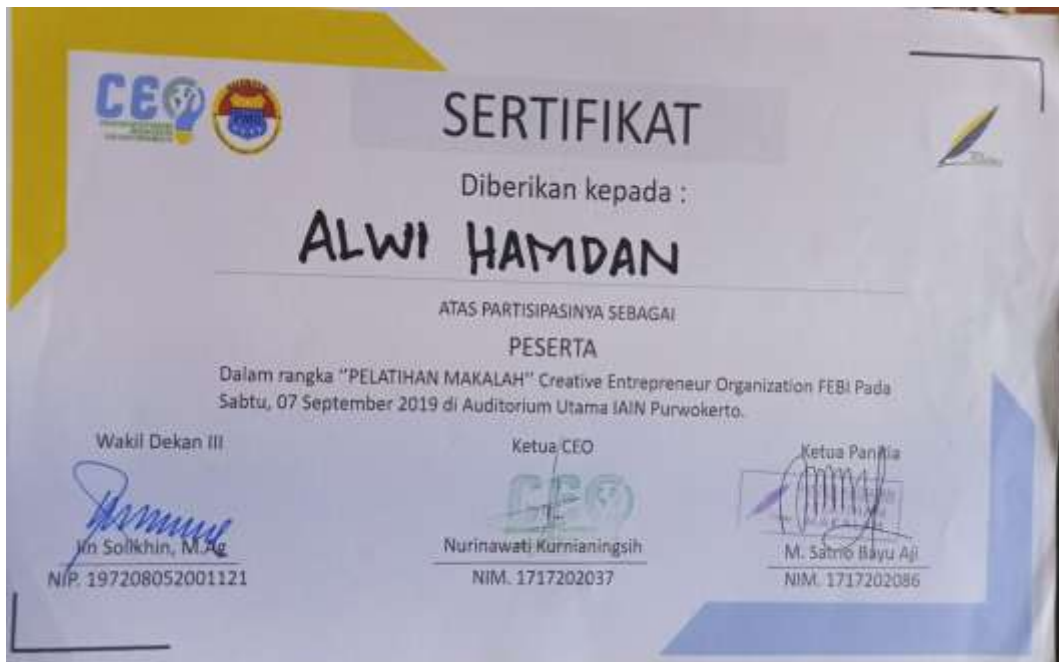 CEO
SERTIFIKAT
Diberikan kepada :
ALWI HAMDAN
ATAS PARTISIPASINYA SEBAGAI
PESERTA
Dalam rangka "PELATIHAN MAKALAH" Creative Entrepreneur Organization FEBI Pada
Sabtu, 07 September 2019 di Auditorium Utama IAIN Purwokerto.
Wakil Dekan III
Ketua CEO
Ketua Panitia
CEO
Iin Solikhin, M.Ag
Nurinawati Kurnianingsih
M. Satrio Bayu Aji
NIP. 197208052001121
NIM. 1717202037
NIM. 1717202086